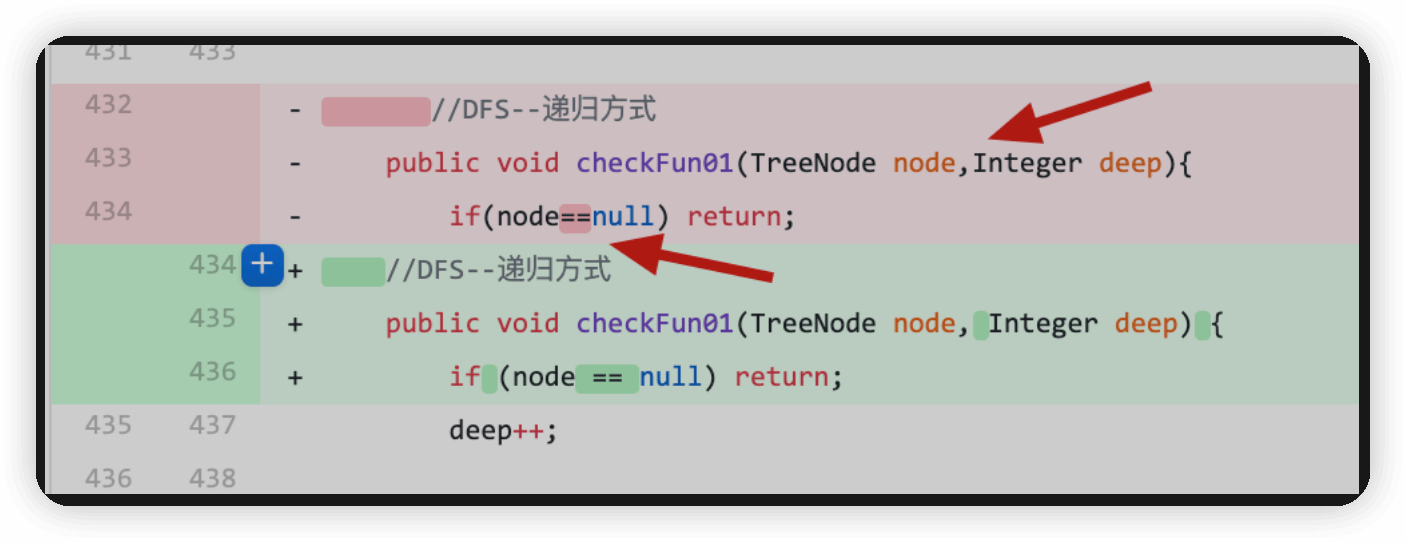 431 433
432 - //DFS--递归方式
433 - public void checkFun01(TreeNode node,Integer deep){
434 - if(node==null) return;
434 + + //DFS--递归方式
435 + public void checkFun01(TreeNode node, Integer deep) {
436 + if (node == null) return;
435 437 deep++;
436 438